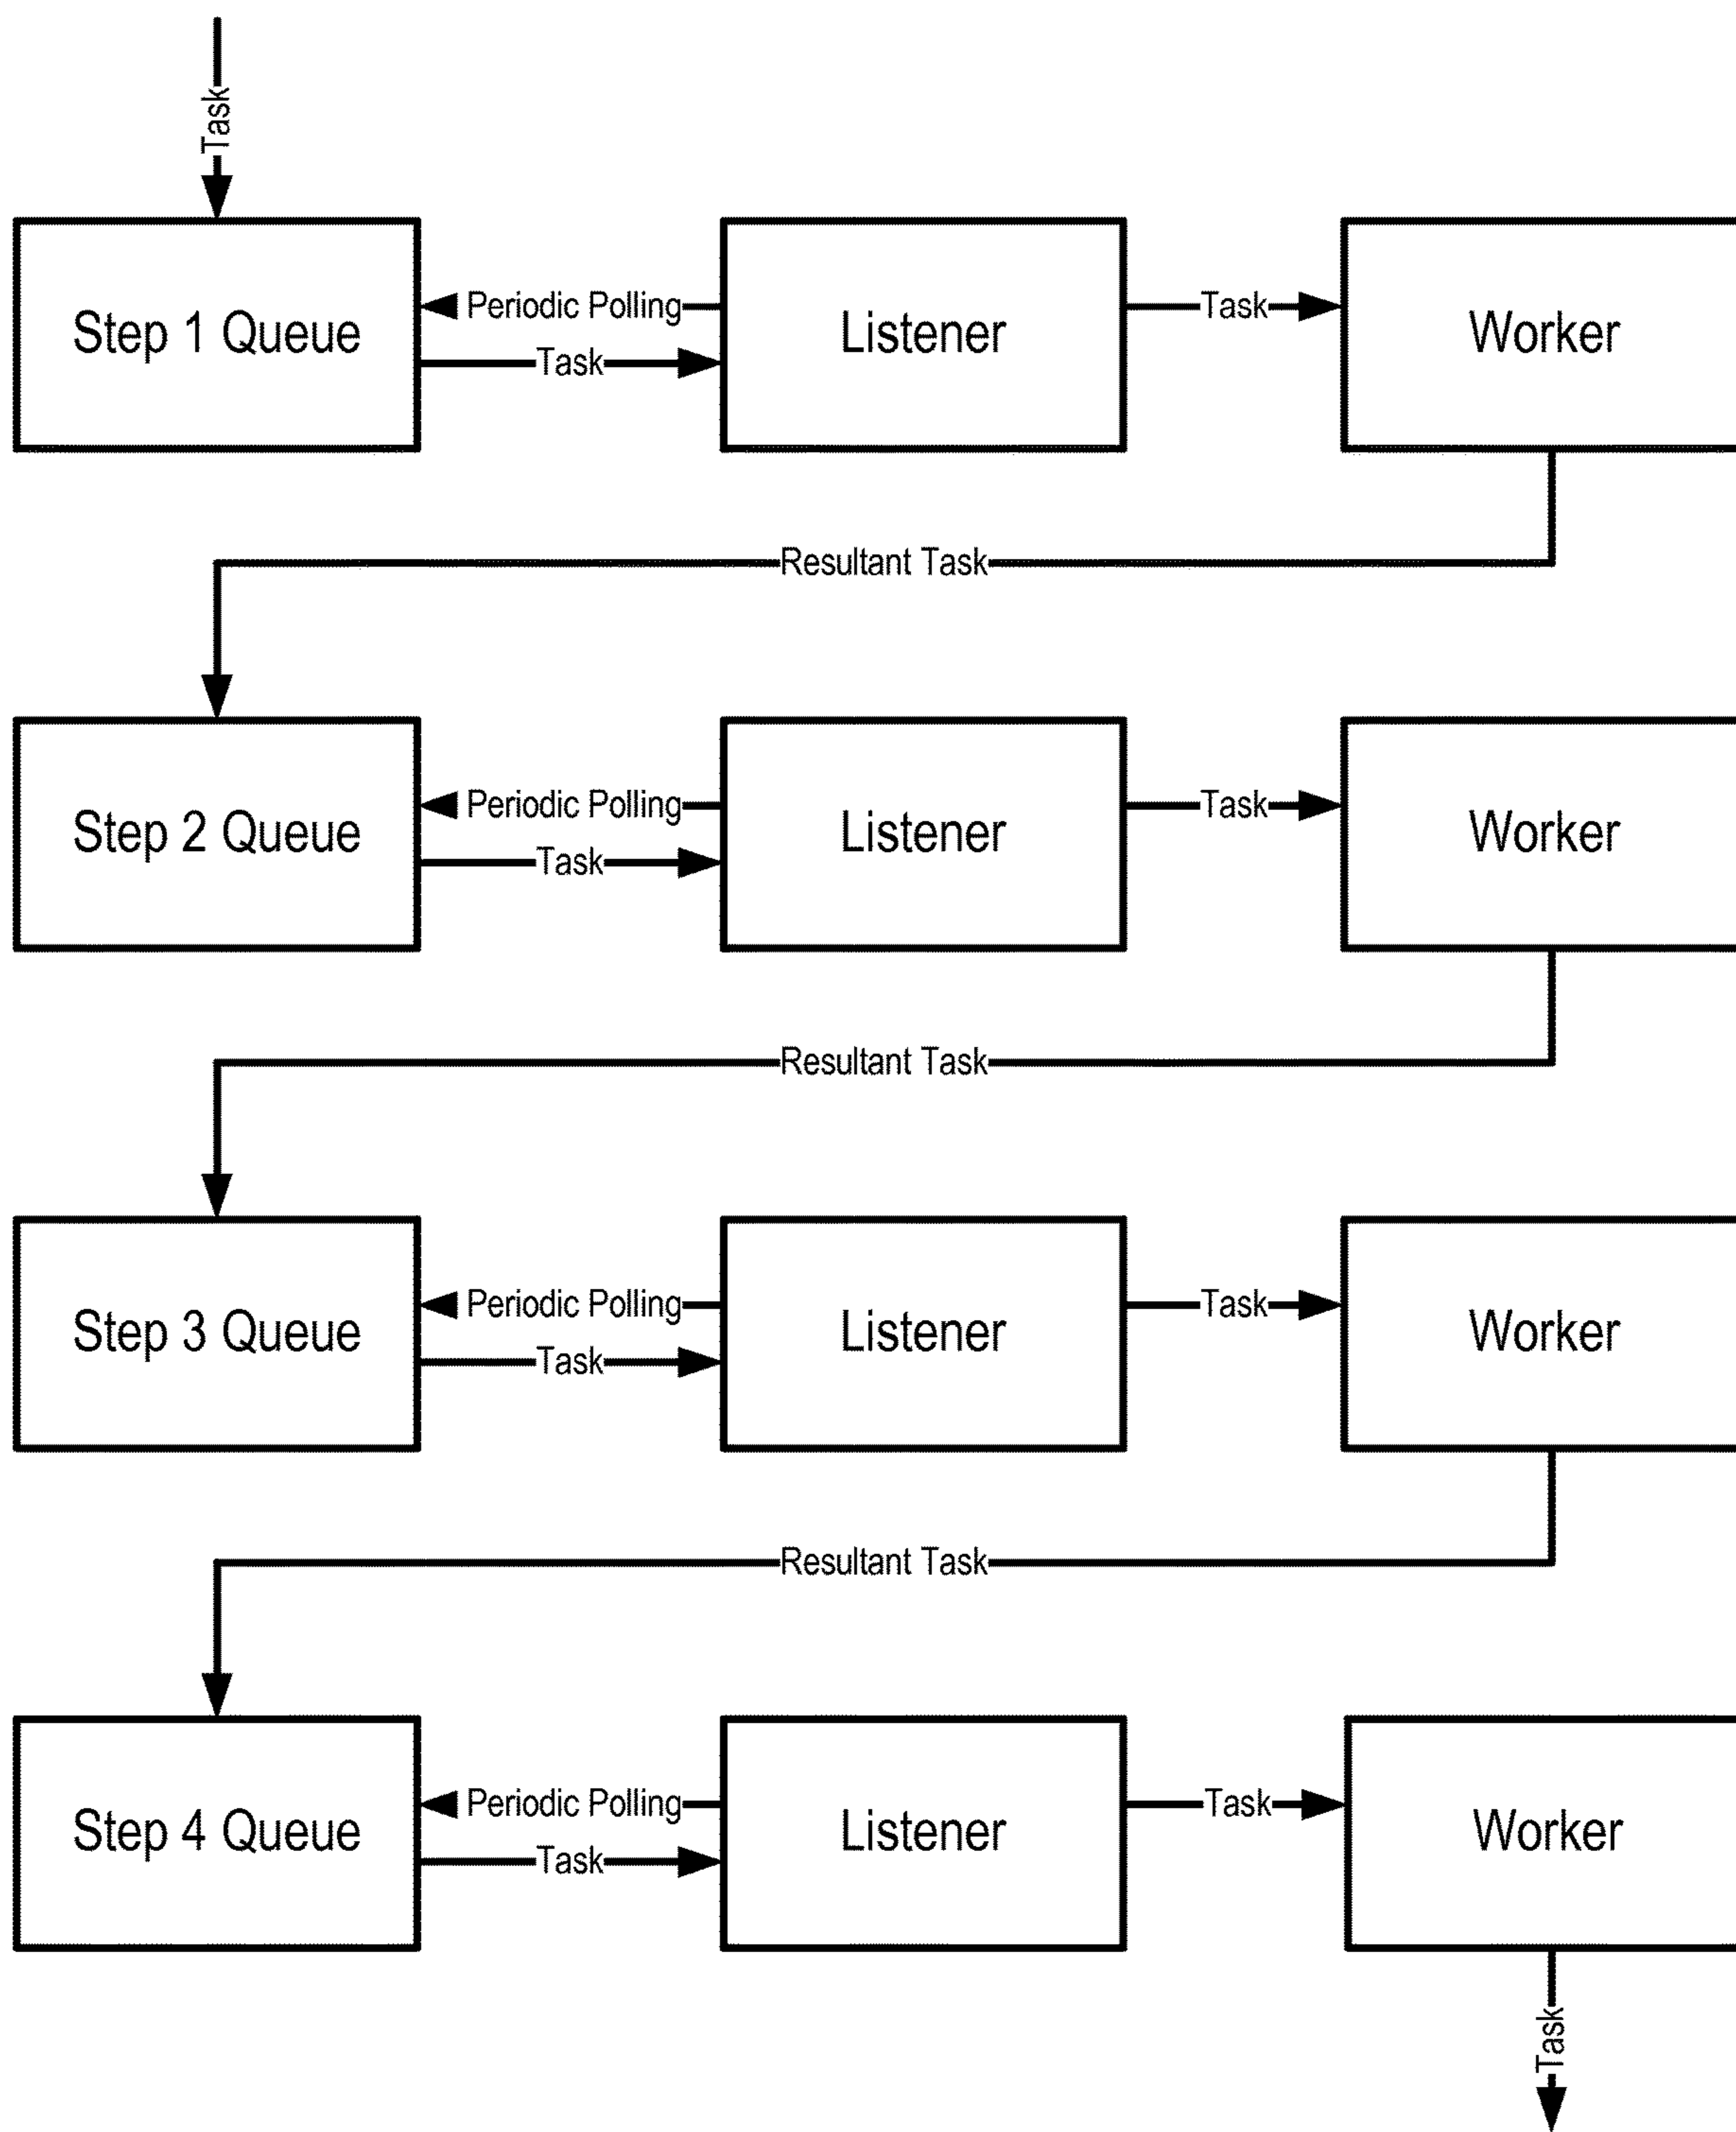 Task
Step 1 Queue
Periodic Polling
Task
Listener
Task
Worker
Resultant Task
Step 2 Queue
Periodic Polling
Task
Listener
Task
Worker
Resultant Task
Step 3 Queue
Periodic Polling
Task
Listener
Task
Worker
Resultant Task
Step 4 Queue
Periodic Polling
Task
Listener
Task
Worker
Task